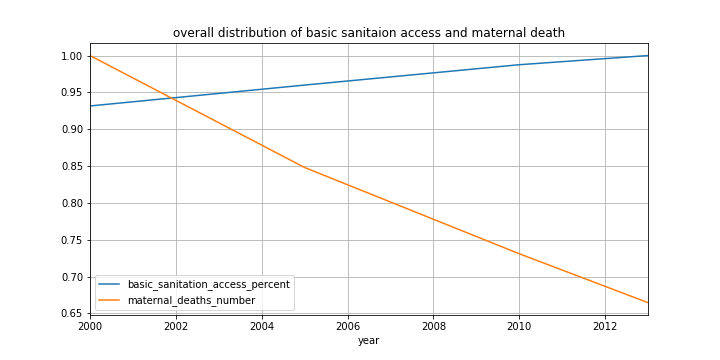 overall distribution of basic sanitaion access and maternal death
1.00
0.95
0.90
0.85
0.80
0.75
0.70
0.65
basic_sanitation_access_percent
maternal_deaths_number
2000 2002 2004 2006 2008 2010 2012
year